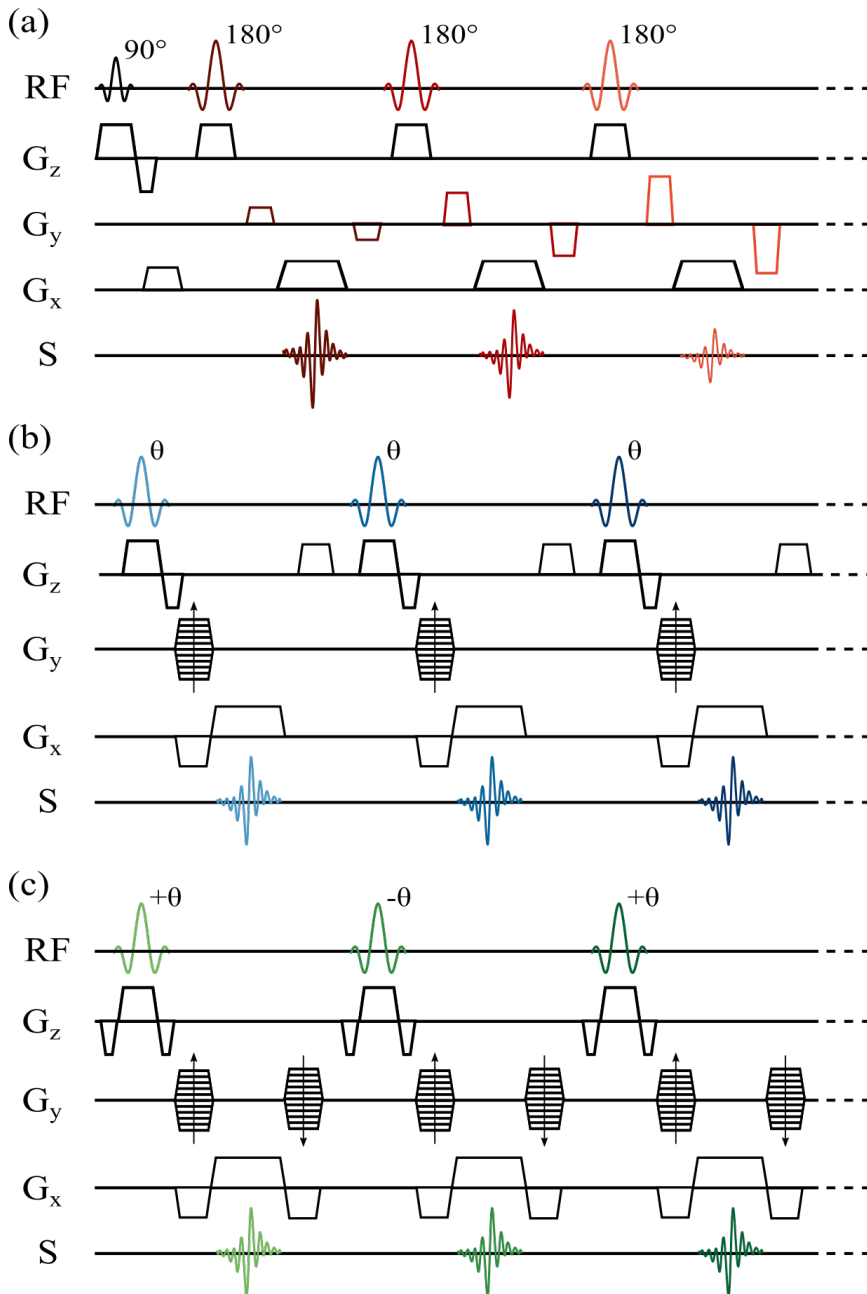 (a)
90° 180° 180° 180°
RF
Gz
Gy
Gx
S
(b)
θ θ θ
RF
Gz
Gy
Gx
S
(c)
+θ -θ +θ
RF
Gz
Gy
Gx
S